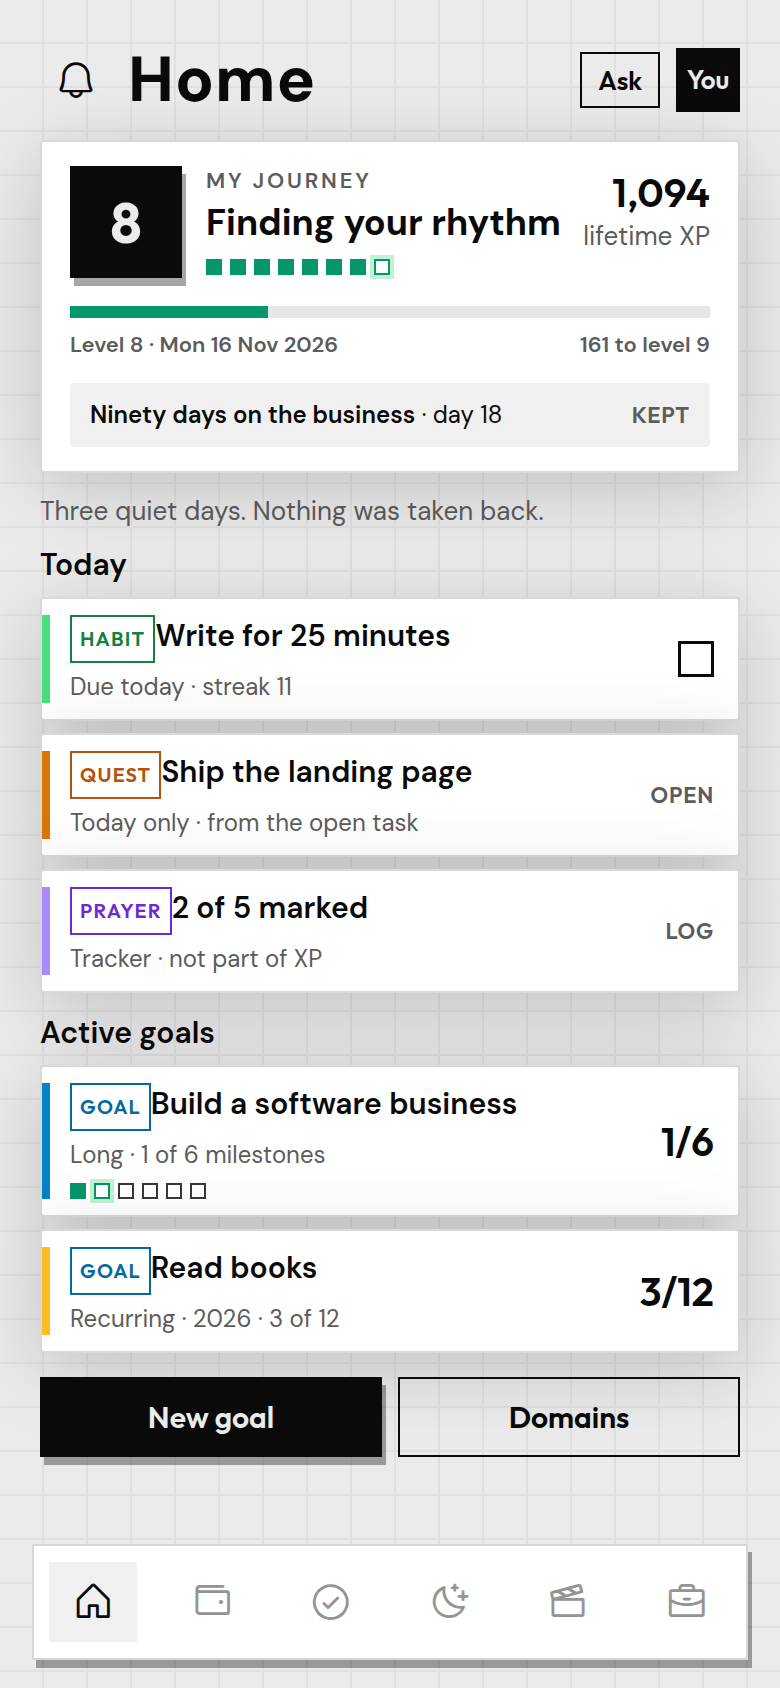 Home
Ask
You
8
MY JOURNEY
Finding your rhythm
1,094
lifetime XP
Level 8 · Mon 16 Nov 2026
161 to level 9
Ninety days on the business · day 18
KEPT
Three quiet days. Nothing was taken back.
Today
HABIT Write for 25 minutes
Due today · streak 11
QUEST Ship the landing page
Today only · from the open task
OPEN
PRAYER 2 of 5 marked
Tracker · not part of XP
LOG
Active goals
GOAL Build a software business
Long · 1 of 6 milestones
1/6
GOAL Read books
Recurring · 2026 · 3 of 12
3/12
New goal
Domains